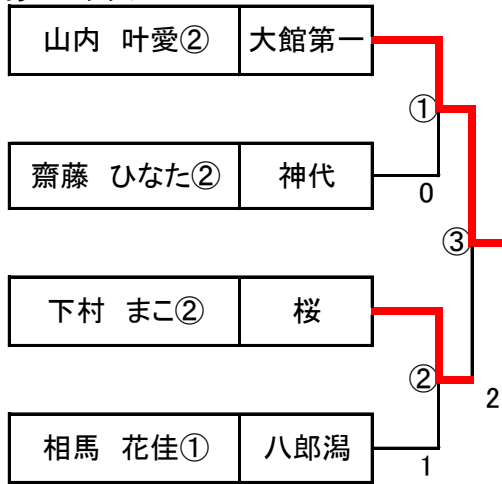 山内 叶愛② 大館第一
①
齋藤 ひなた② 神代
0
③
下村 まこ② 桜
②
2
相馬 花佳① 八郎潟
1